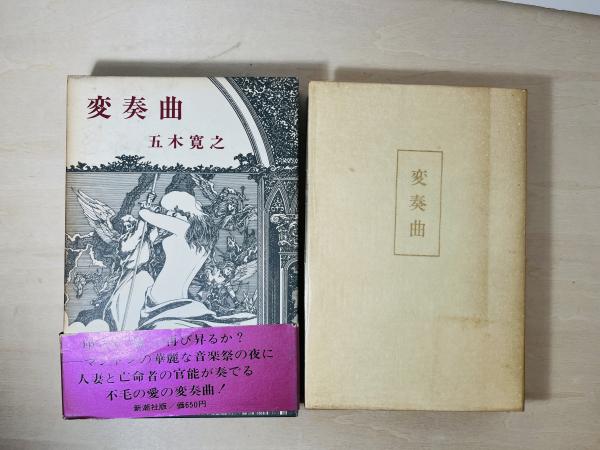 変奏曲
五木寛之
再び昇るか?
の華麗な音楽祭の夜に
人妻と亡命者の官能が奏でる
不毛の愛の変奏曲!
新潮社版/価650円
変奏曲